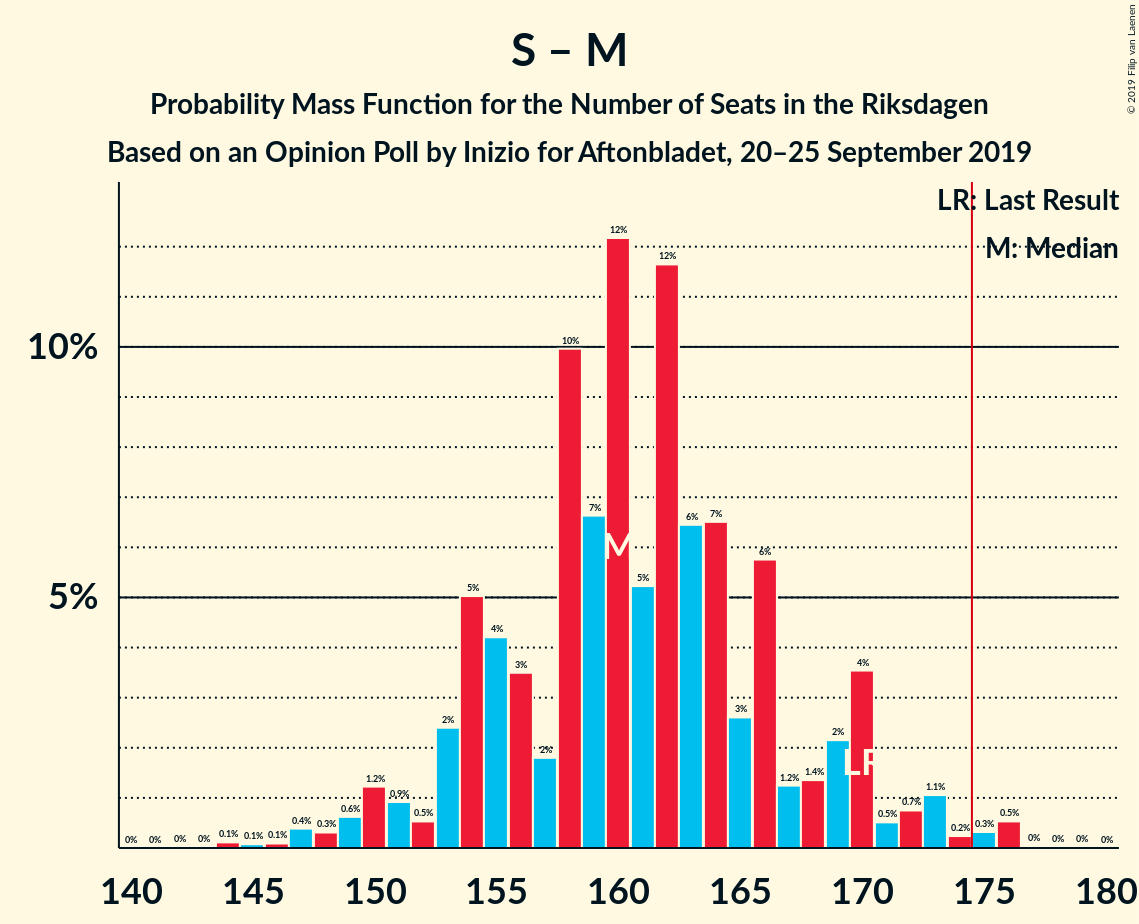 S – M
Probability Mass Function for the Number of Seats in the Riksdagen
Based on an Opinion Poll by Inizio for Aftonbladet, 20–25 September 2019
© 2019 Filip van Laenen
LR: Last Result
M: Median
10%
5%
0% 0% 0% 0% 0.1% 0.1% 0.1% 0.4% 0.3% 0.6% 1.2% 0.9% 0.5% 2% 5% 4% 3% 2% 10% 7% 12% 5% 12% 6% 7% 3% 6% 1.2% 1.4% 2% 4% 0.5% 0.7% 1.1% 0.2% 0.3% 0.5% 0% 0% 0% 0%
M
LR
140 145 150 155 160 165 170 175 180